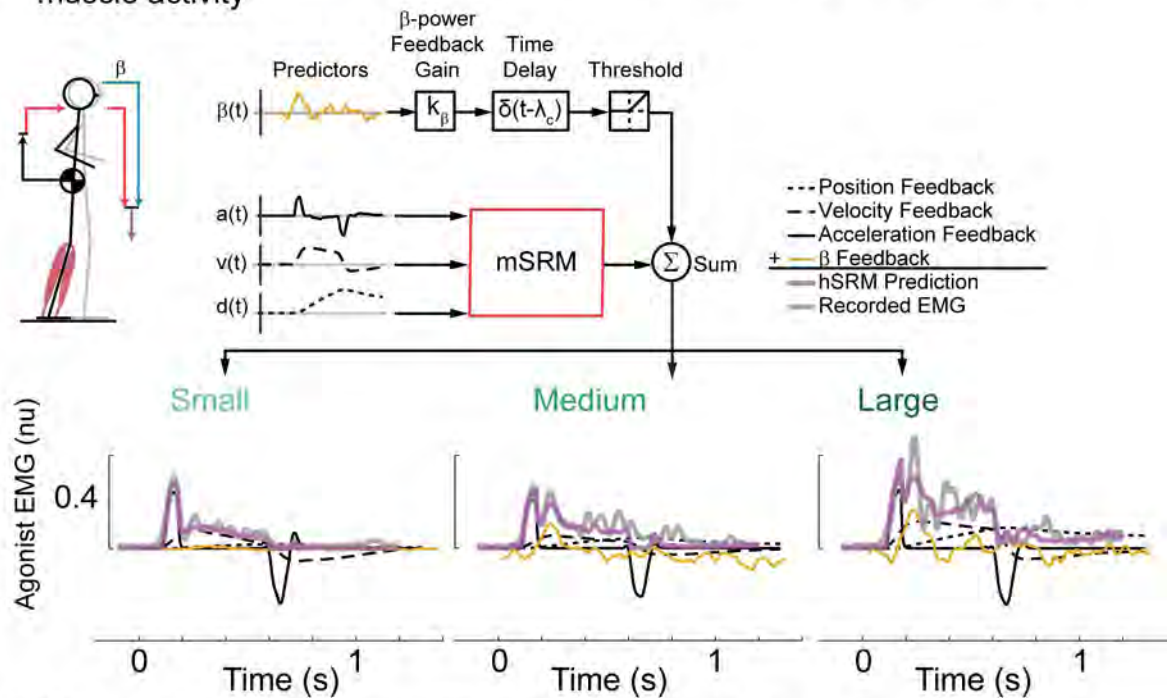 muscle activity
β
β-power
Feedback
Gain
Time
Delay
Predictors
Threshold
β(t)
k_β
δ(t-λ_c)
a(t)
v(t)
d(t)
mSRM
Σ
Sum
Position Feedback
Velocity Feedback
Acceleration Feedback
+ β Feedback
hSRM Prediction
Recorded EMG
Small
Medium
Large
Agonist EMG (nu)
0.4
0 1
Time (s)
0 1
Time (s)
0 1
Time (s)